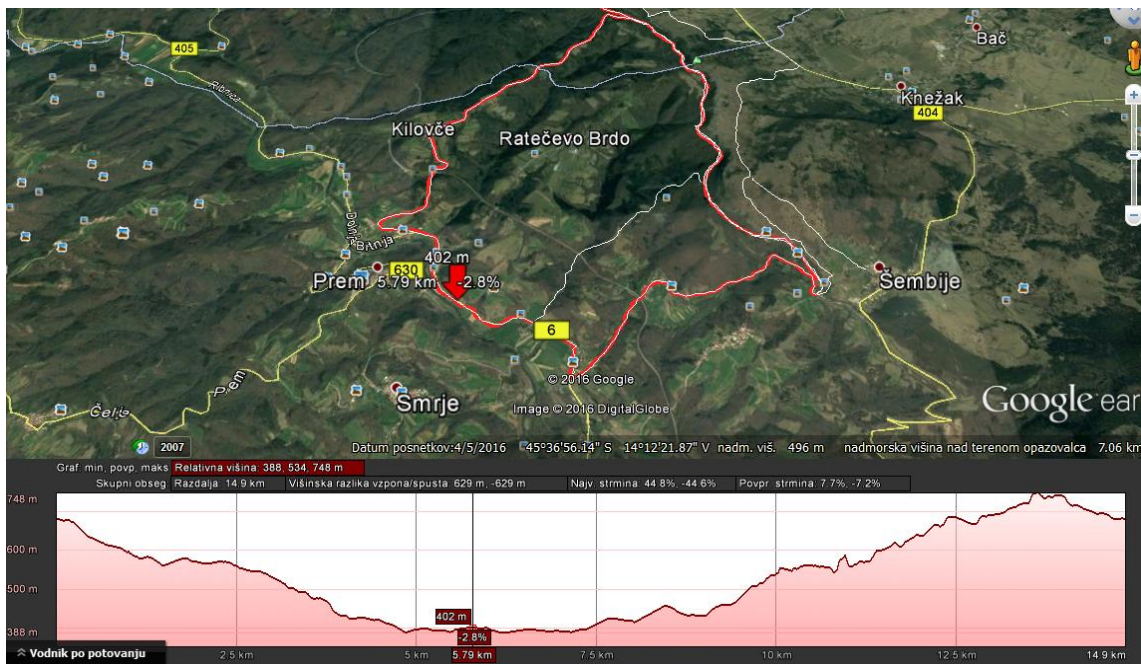 405
Bač
Ribnica
Knežak
404
Kilovče
Ratečevo Brdo
Donja Bitnja
402 m
630
Prem
5.79 km
-2.8%
Šembije
6
© 2016 Google
Prem
Čelje
Smrje
Image © 2016 DigitalGlobe
Google ear
2007
Datum posnetkov:4/5/2016 45°36'56.14" S 14°12'21.87" V nadm. viš. 496 m nadmorska višina nad terenom opazovalca 7.06 km
Graf: min, povp, maks Relativna višina: 388, 534, 748 m
Skupni obseg: Razdalja: 14.9 km Višinska razlika vzpona/spusta: 629 m, -629 m Najv. strmina: 44.8%, -44.6% Povpr. strmina: 7.7%, -7.2%
748 m
600 m
500 m
402 m
388 m
-2.8%
Vodnik po potovanju
2.5 km 5 km 5.79 km 7.5 km 10 km 12.5 km 14.9 km